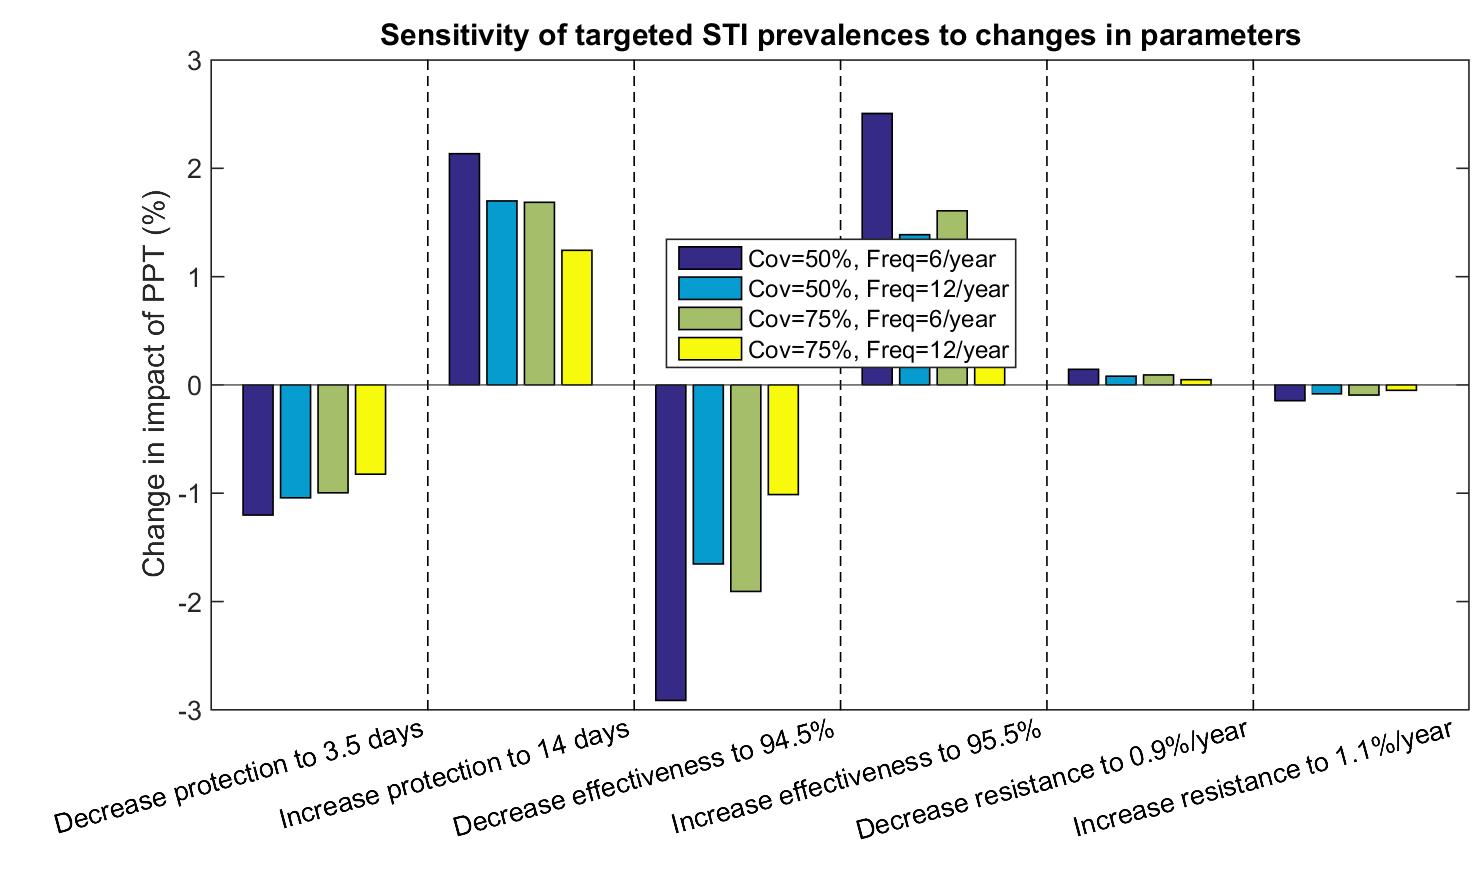 Sensitivity of targeted STI prevalences to changes in parameters
Change in impact of PPT (%)
3
2
1
0
-1
-2
-3
Cov=50%, Freq=6/year
Cov=50%, Freq=12/year
Cov=75%, Freq=6/year
Cov=75%, Freq=12/year
Decrease protection to 3.5 days
Increase protection to 14 days
Decrease effectiveness to 94.5%
Increase effectiveness to 95.5%
Decrease resistance to 0.9%/year
Increase resistance to 1.1%/year